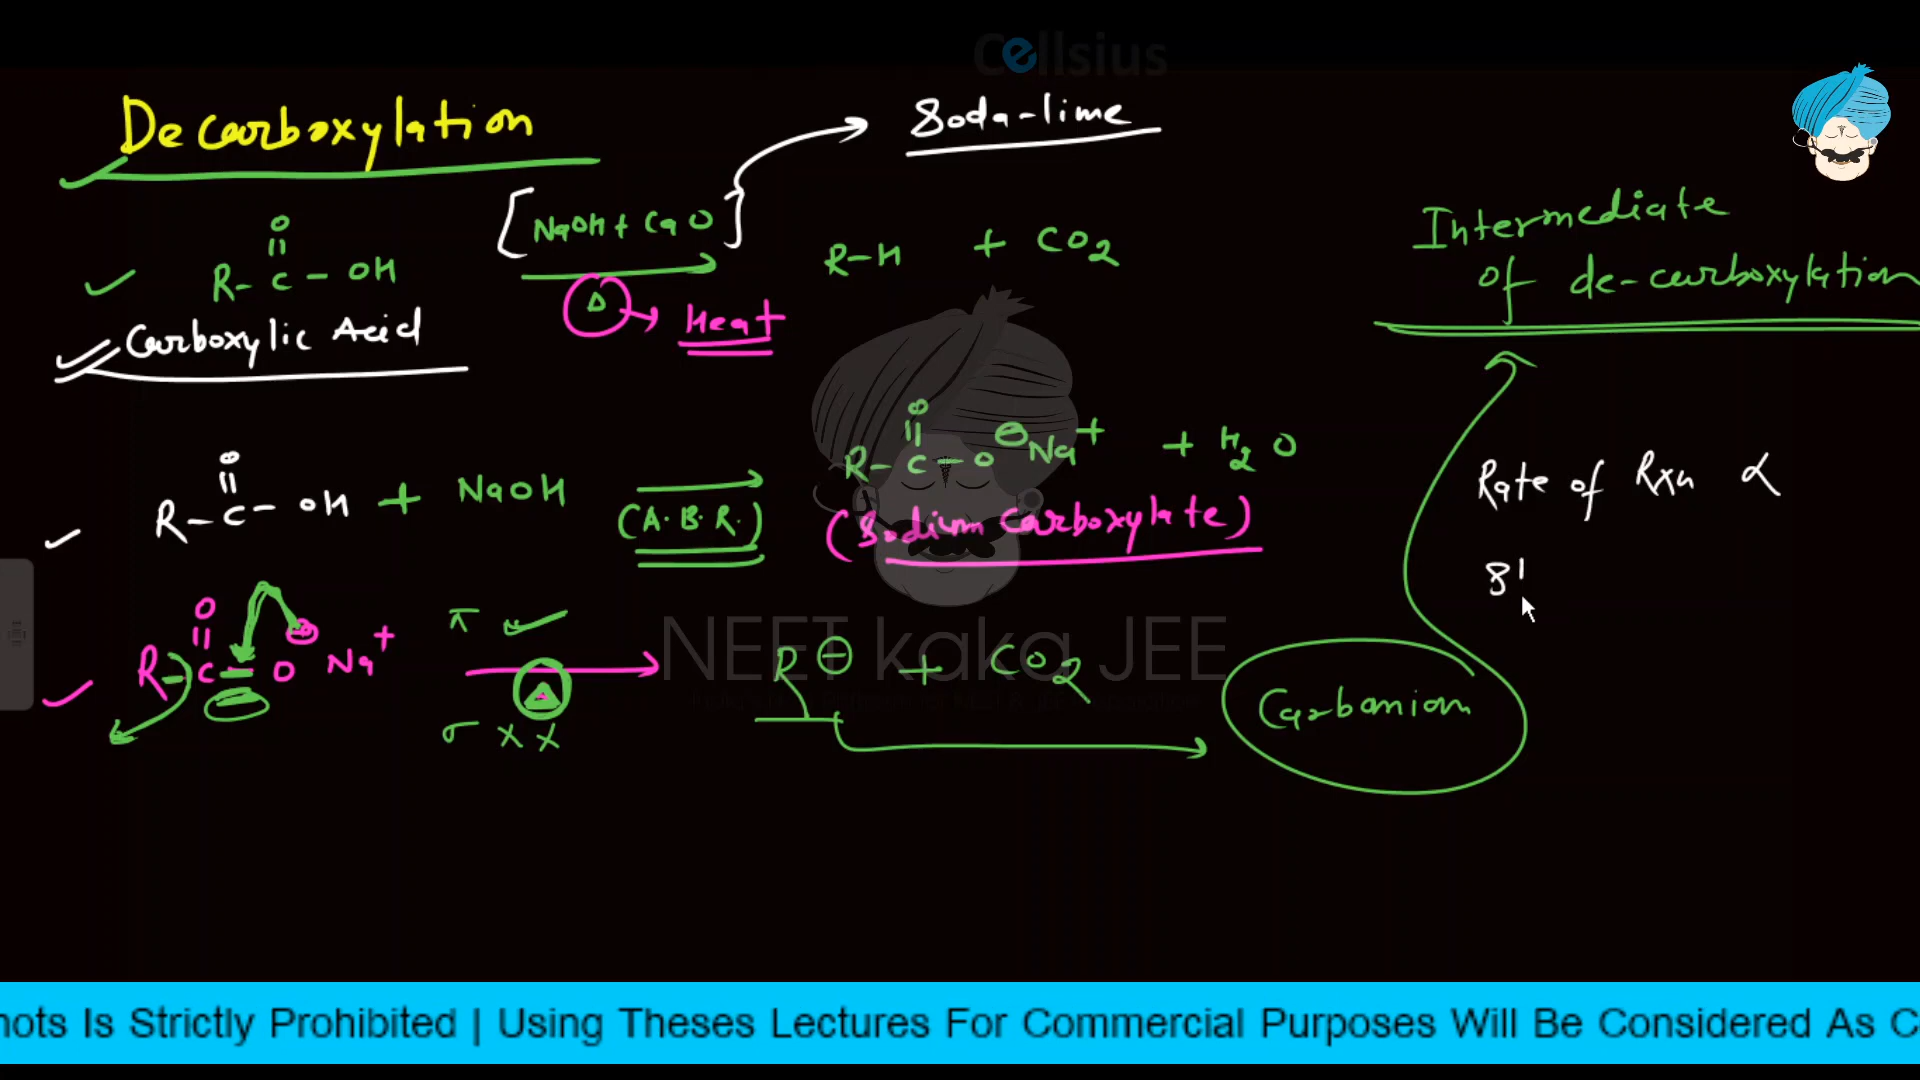 Cellsius
Decarboxylation
Soda-lime
[NaOH + CaO]
O
||
R-C-OH
Δ → Heat
R-H + CO2
Carboxylic Acid
Intermediate
of de-carboxylation
O
||
R-C-OH + NaOH
(A.B.R.)
O
||
R-C-O ⊖Na+ + H2O
(Sodium carboxylate)
Rate of Rxn α
O
||
R-C-O Na+
π ✓
Δ
σ x x
R⊖ + CO2
Carbanion
NEET kaka JEE
hots Is Strictly Prohibited | Using Theses Lectures For Commercial Purposes Will Be Considered As C